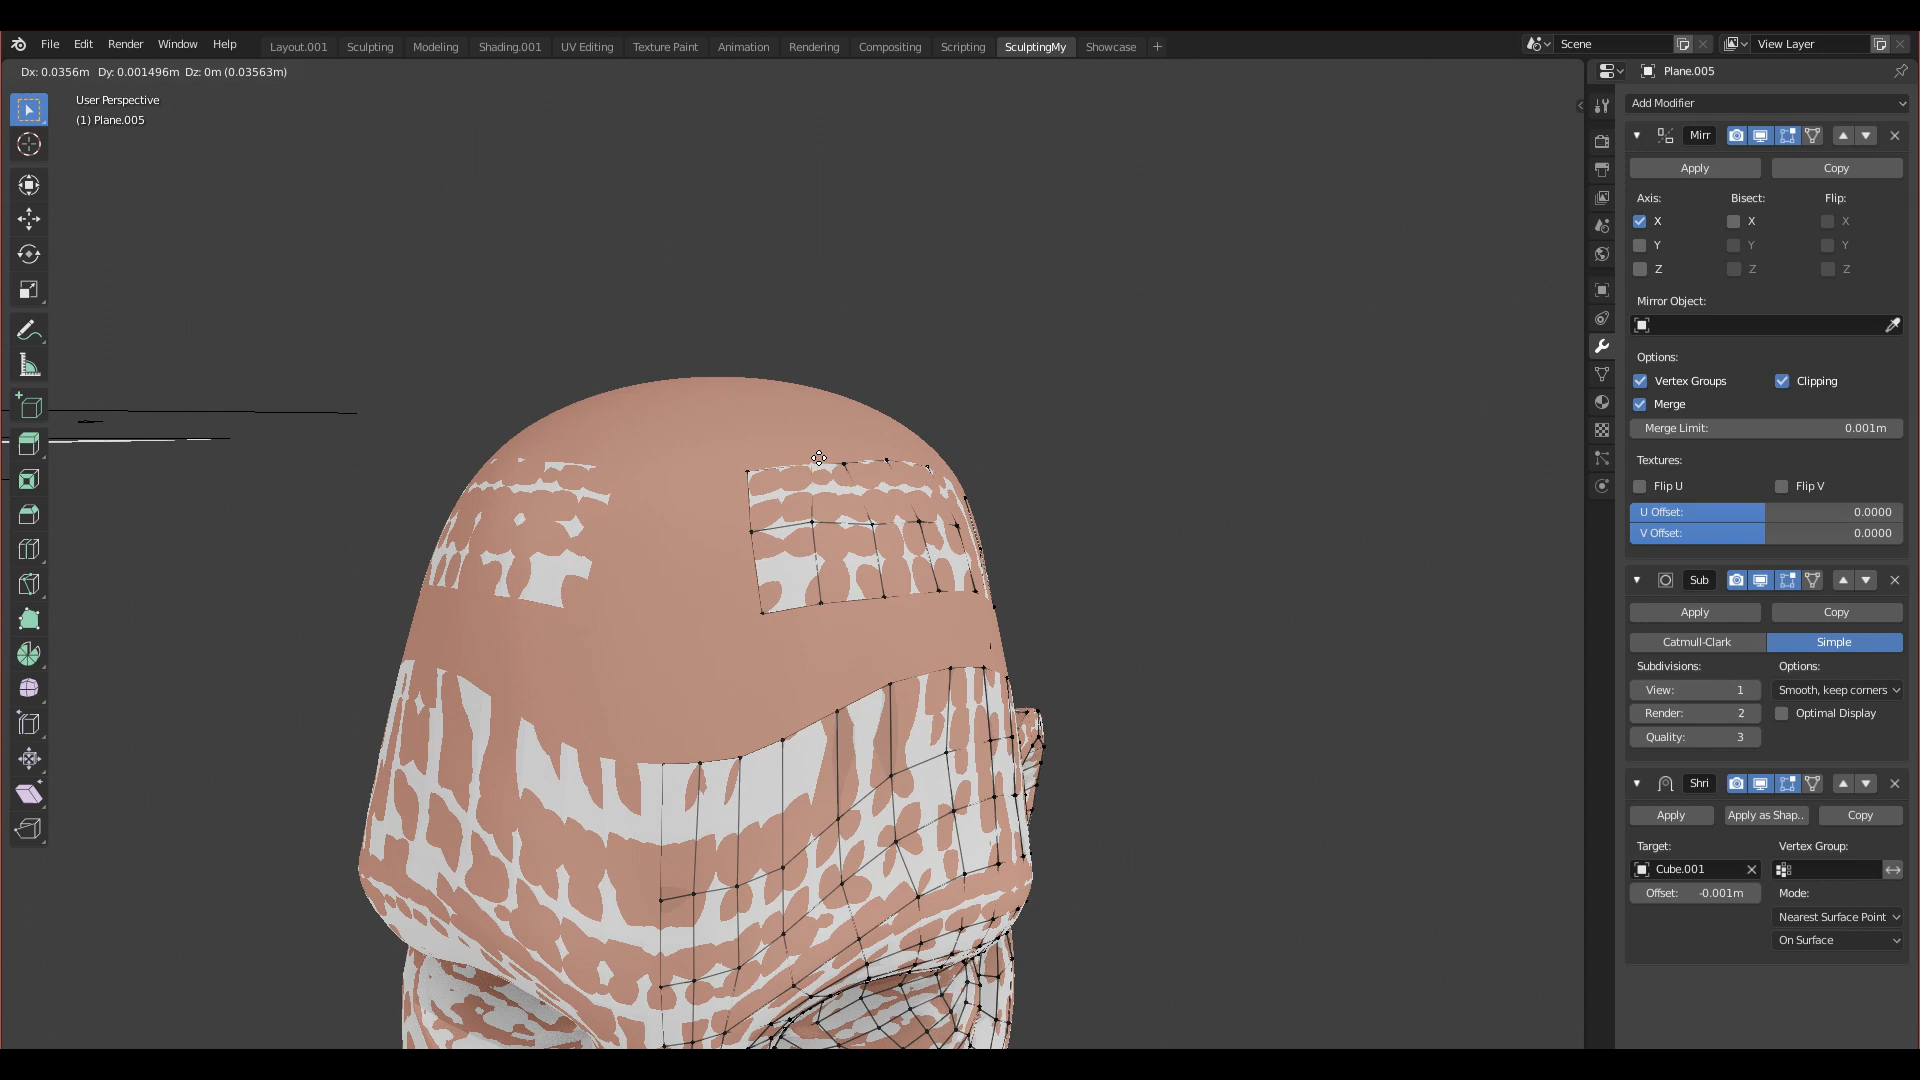 File Edit Render Window Help Layout.001 Sculpting Modeling Shading.001 UV Editing Texture Paint Animation Rendering Compositing Scripting SculptingMy Showcase + Scene View Layer
Dx: 0.0356m Dy: 0.001496m Dz: 0m (0.03563m) Plane.005
User Perspective
(1) Plane.005
Add Modifier
Mirr
Apply Copy
Axis: Bisect: Flip:
X X X
Y Y Y
Z Z Z
Mirror Object:
Options:
Vertex Groups Clipping
Merge
Merge Limit: 0.001m
Textures:
Flip U Flip V
U Offset: 0.0000
V Offset: 0.0000
Sub
Apply Copy
Catmull-Clark Simple
Subdivisions: Options:
View: 1 Smooth, keep corners
Render: 2 Optimal Display
Quality: 3
Shri
Apply Apply as Shap.. Copy
Target: Vertex Group:
Cube.001
Offset: -0.001m Mode:
Nearest Surface Point
On Surface